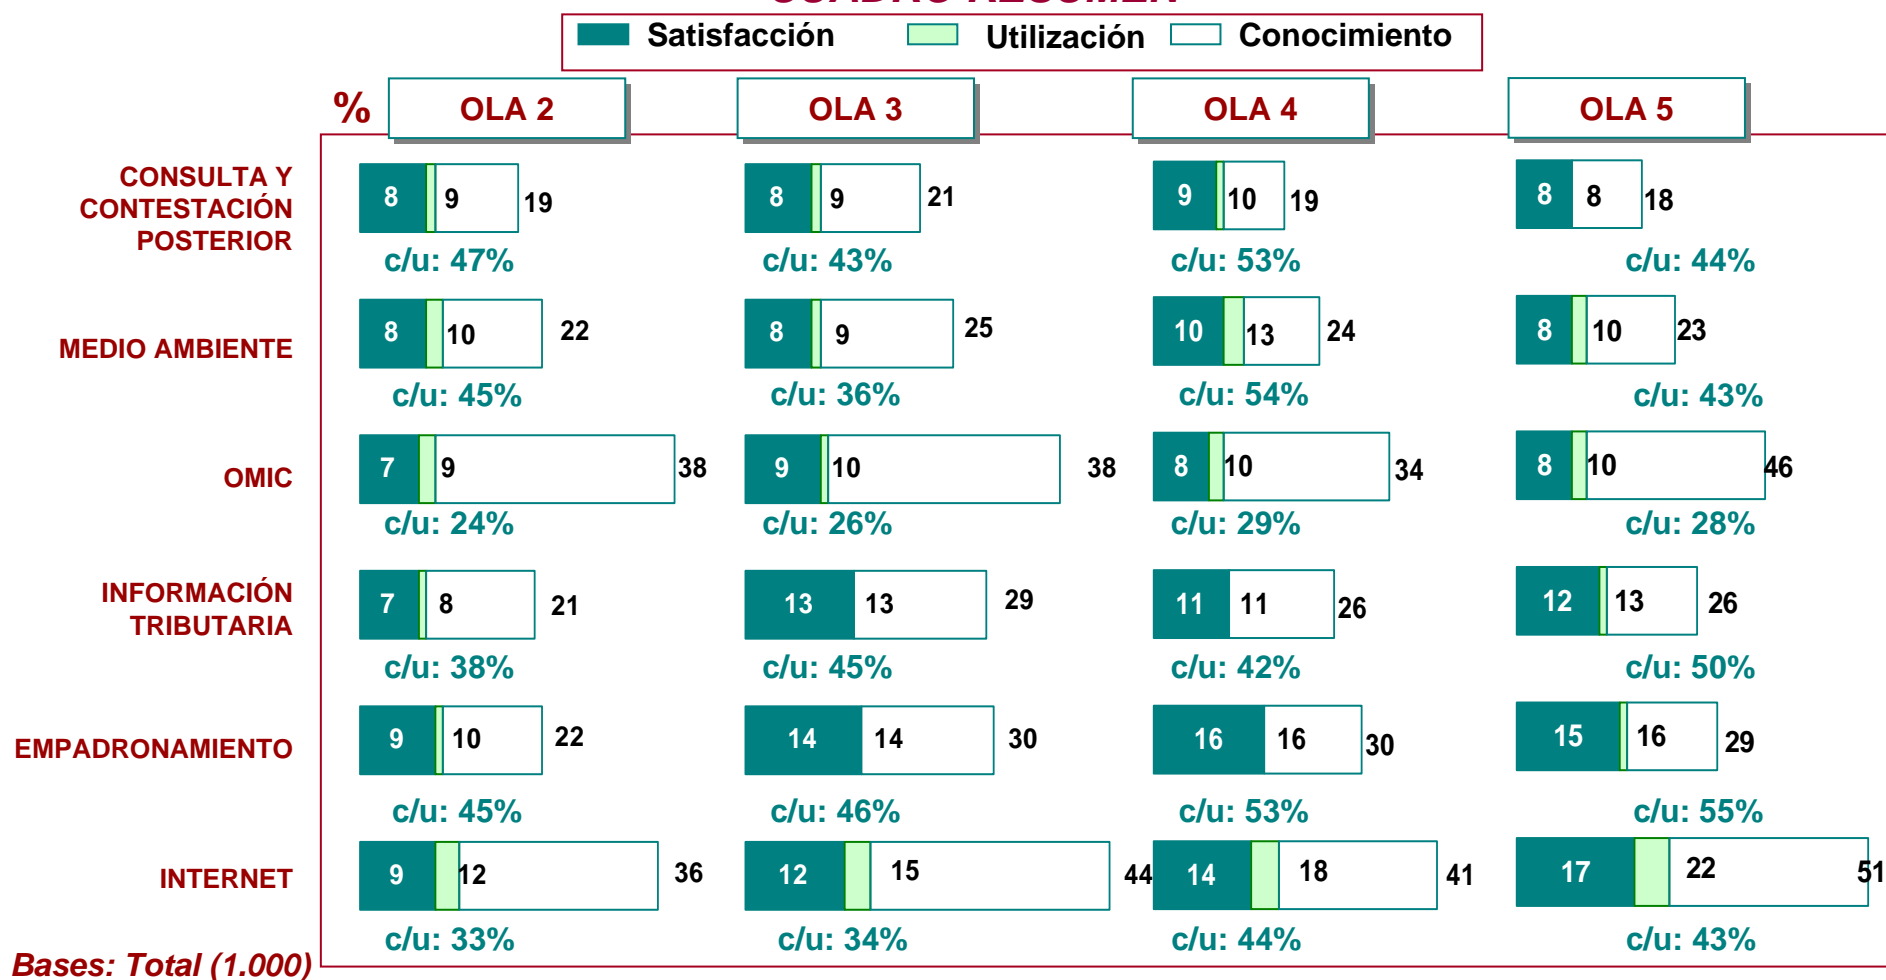 CUADRO RESUMEN
Satisfacción Utilización Conocimiento
% OLA 2 OLA 3 OLA 4 OLA 5
CONSULTA Y
CONTESTACIÓN
POSTERIOR
8 9 19 8 9 21 9 10 19 8 8 18
c/u: 47% c/u: 43% c/u: 53% c/u: 44%
MEDIO AMBIENTE
8 10 22 8 9 25 10 13 24 8 10 23
c/u: 45% c/u: 36% c/u: 54% c/u: 43%
OMIC
7 9 38 9 10 38 8 10 34 8 10 46
c/u: 24% c/u: 26% c/u: 29% c/u: 28%
INFORMACIÓN
TRIBUTARIA
7 8 21 13 13 29 11 11 26 12 13 26
c/u: 38% c/u: 45% c/u: 42% c/u: 50%
EMPADRONAMIENTO
9 10 22 14 14 30 16 16 30 15 16 29
c/u: 45% c/u: 46% c/u: 53% c/u: 55%
INTERNET
9 12 36 12 15 44 14 18 41 17 22 51
c/u: 33% c/u: 34% c/u: 44% c/u: 43%
Bases: Total (1.000)